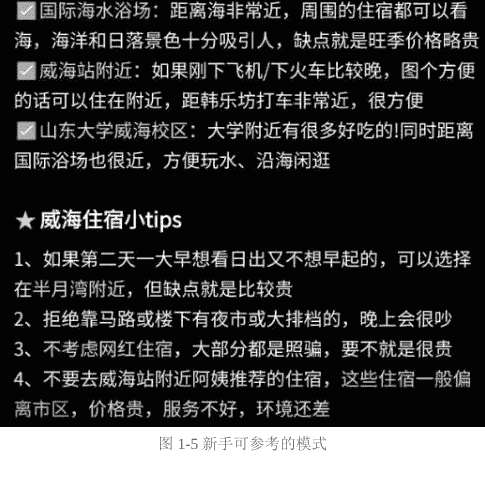 ✅国际海水浴场：距离海非常近，周围的住宿都可以看
海，海洋和日落景色十分吸引人，缺点就是旺季价格略贵
✅威海站附近：如果刚下飞机/下火车比较晚，图个方便
的话可以住在附近，距韩乐坊打车非常近，很方便
✅山东大学威海校区：大学附近有很多好吃的!同时距离
国际浴场也很近，方便玩水、沿海闲逛
★ 威海住宿小tips
1、如果第二天一大早想看日出又不想早起的，可以选择
在半月湾附近，但缺点就是比较贵
2、拒绝靠马路或楼下有夜市或大排档的，晚上会很吵
3、不考虑网红住宿，大部分都是照骗，要不就是很贵
4、不要去威海站附近阿姨推荐的住宿，这些住宿一般偏
离市区，价格贵，服务不好，环境还差
图 1-5 新手可参考的模式